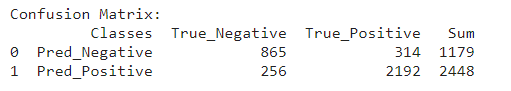 Confusion Matrix:
Classes True_Negative True_Positive Sum
0 Pred_Negative 865 314 1179
1 Pred_Positive 256 2192 2448